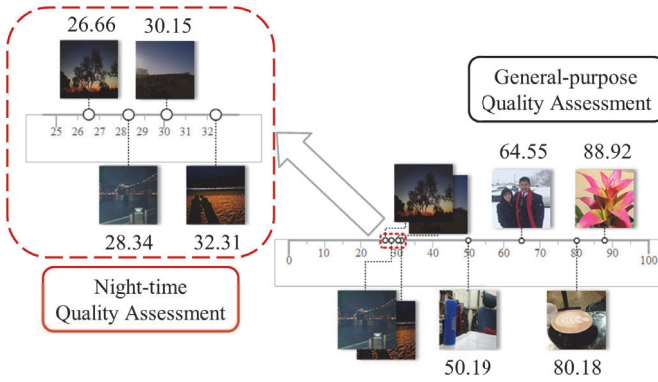 26.66 30.15
25 26 27 28 29 30 31 32
28.34 32.31
Night-time
Quality Assessment
General-purpose
Quality Assessment
64.55 88.92
0 10 20 30 40 50 60 70 80 90 100
50.19 80.18